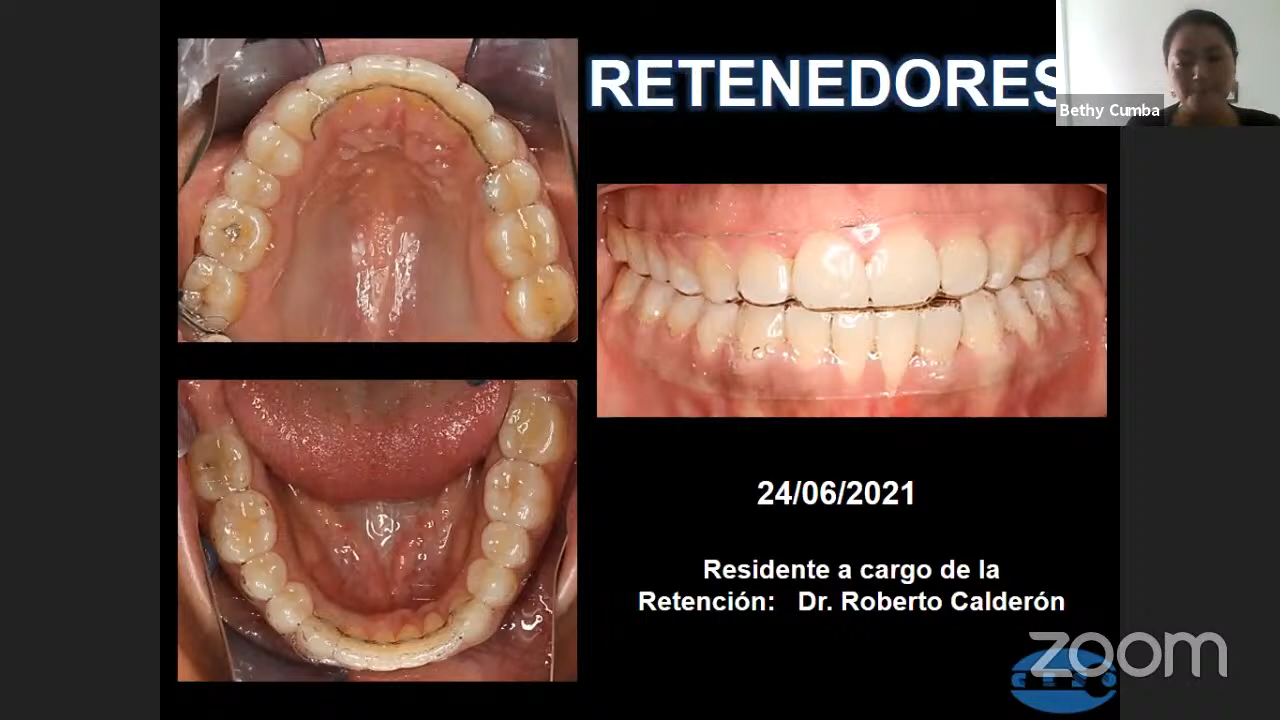 RETENEDORES
Bethy Cumba
24/06/2021
Residente a cargo de la
Retención: Dr. Roberto Calderón
zoom